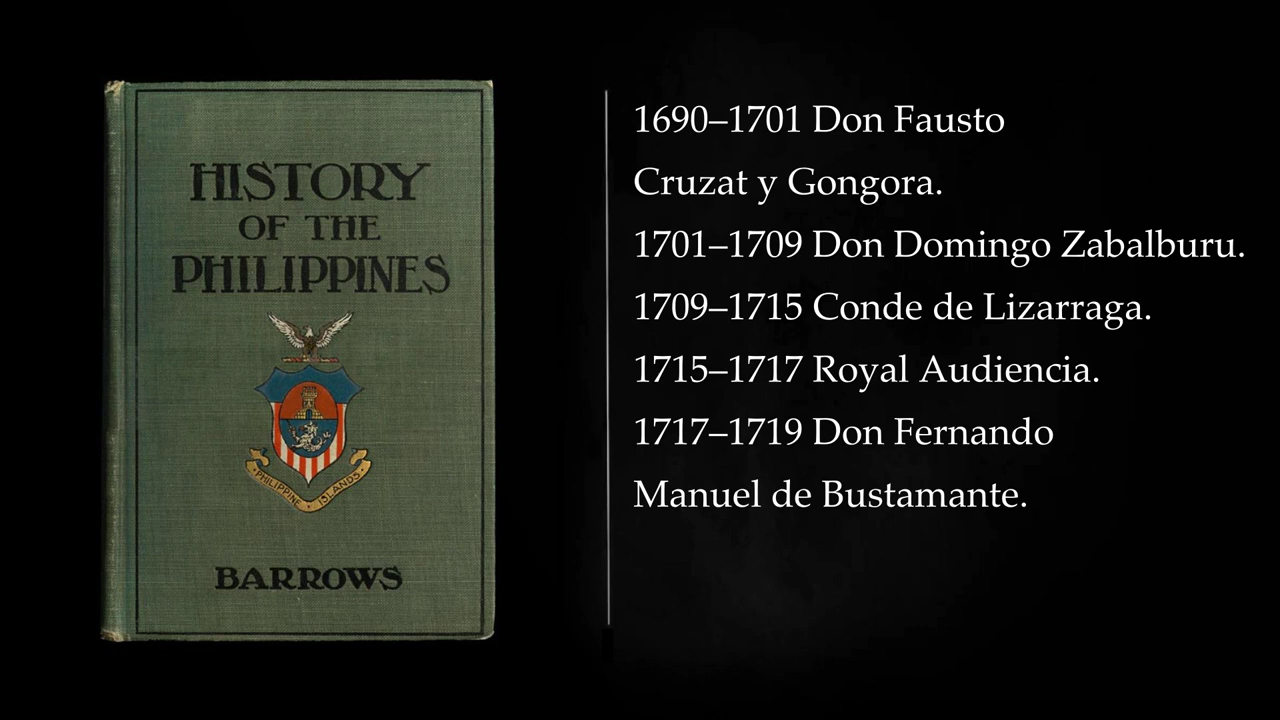 HISTORY
OF THE
PHILIPPINES
PHILIPPINE ISLANDS
BARROWS
1690–1701 Don Fausto
Cruzat y Gongora.
1701–1709 Don Domingo Zabalburu.
1709–1715 Conde de Lizarraga.
1715–1717 Royal Audiencia.
1717–1719 Don Fernando
Manuel de Bustamante.